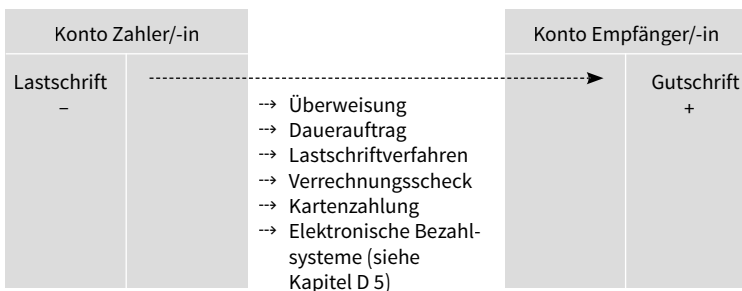 Konto Zahler/-in
Konto Empfänger/-in
Lastschrift
–
Gutschrift
+
⇢ Überweisung
⇢ Dauerauftrag
⇢ Lastschriftverfahren
⇢ Verrechnungsscheck
⇢ Kartenzahlung
⇢ Elektronische Bezahl-
systeme (siehe
Kapitel D 5)